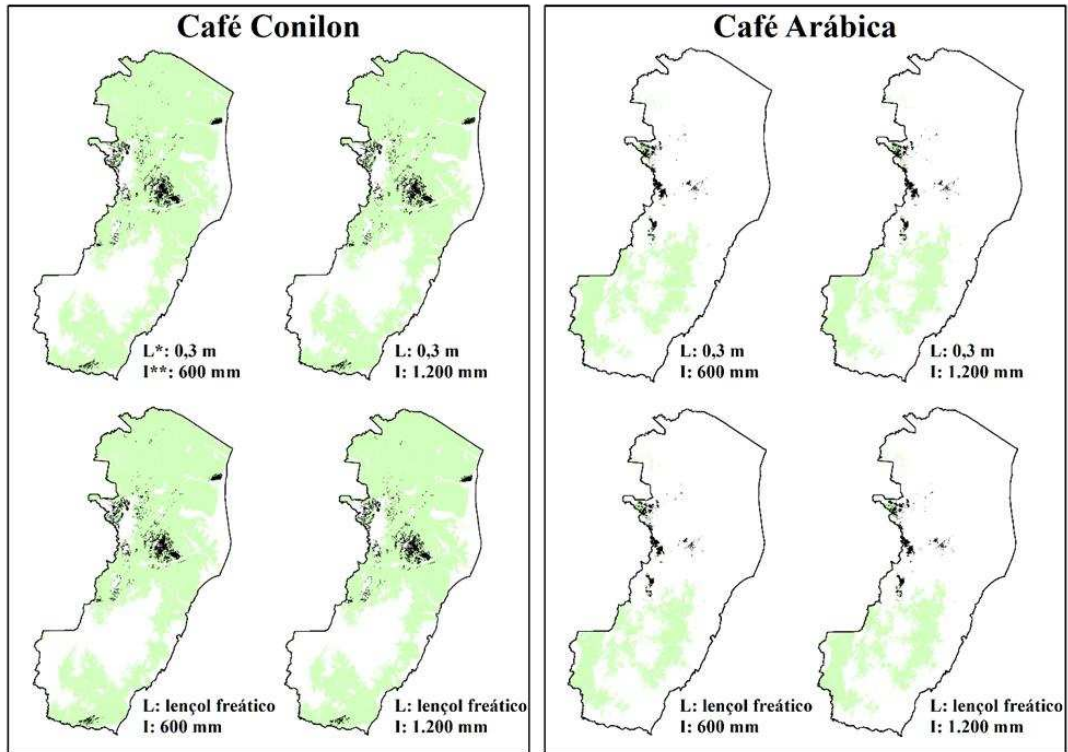 Café Conilon
L*: 0,3 m
I**: 600 mm
L: 0,3 m
I: 1.200 mm
L: lençol freático
I: 600 mm
L: lençol freático
I: 1.200 mm
Café Arábica
L: 0,3 m
I: 600 mm
L: 0,3 m
I: 1.200 mm
L: lençol freático
I: 600 mm
L: lençol freático
I: 1.200 mm